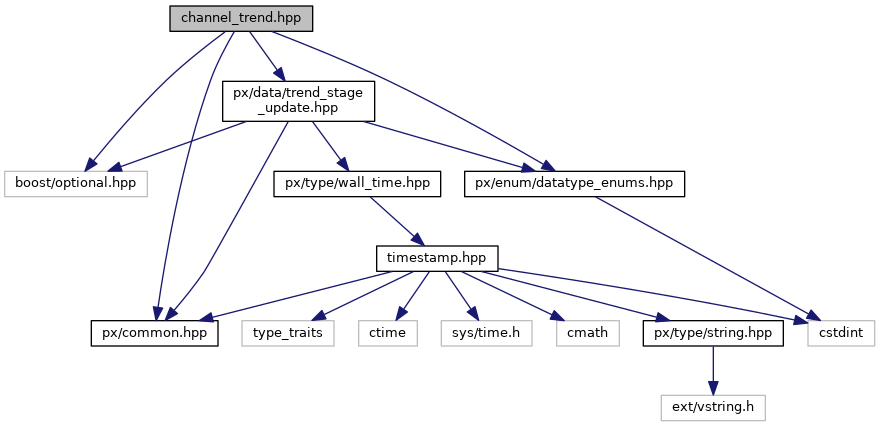 channel_trend.hpp
px/data/trend_stage
_update.hpp
boost/optional.hpp
px/type/wall_time.hpp
px/enum/datatype_enums.hpp
timestamp.hpp
px/common.hpp
type_traits
ctime
sys/time.h
cmath
px/type/string.hpp
cstdint
ext/vstring.h